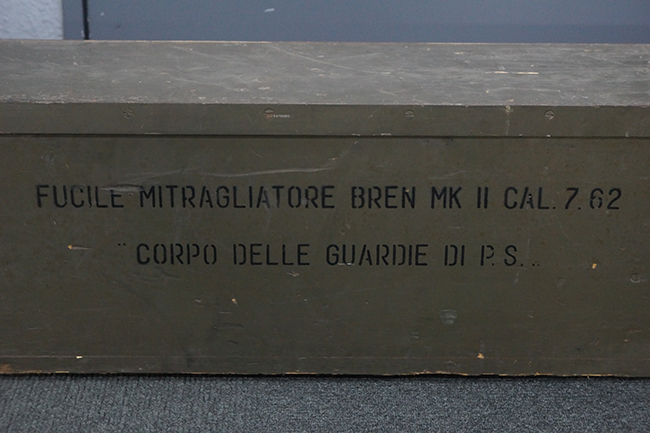 FUCILE MITRAGLIATORE BREN MK II CAL. 7.62
"CORPO DELLE GUARDIE DI P.S."